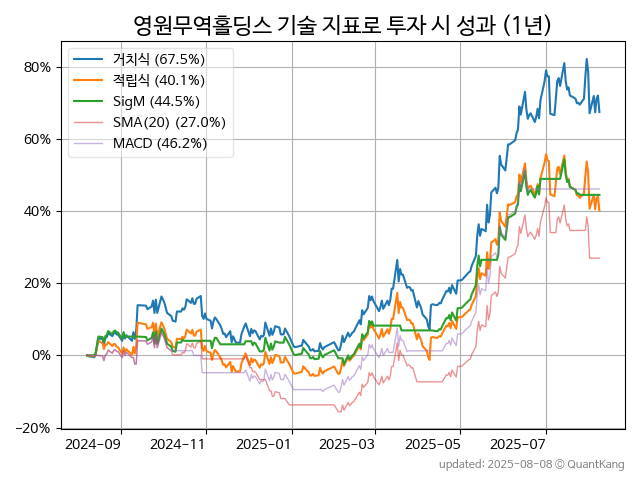 영원무역홀딩스 기술 지표로 투자 시 성과 (1년)
거치식 (67.5%)
적립식 (40.1%)
SigM (44.5%)
SMA(20) (27.0%)
MACD (46.2%)
80%
60%
40%
20%
0%
−20%
2024-09 2024-11 2025-01 2025-03 2025-05 2025-07
updated: 2025-08-08 © QuantKang